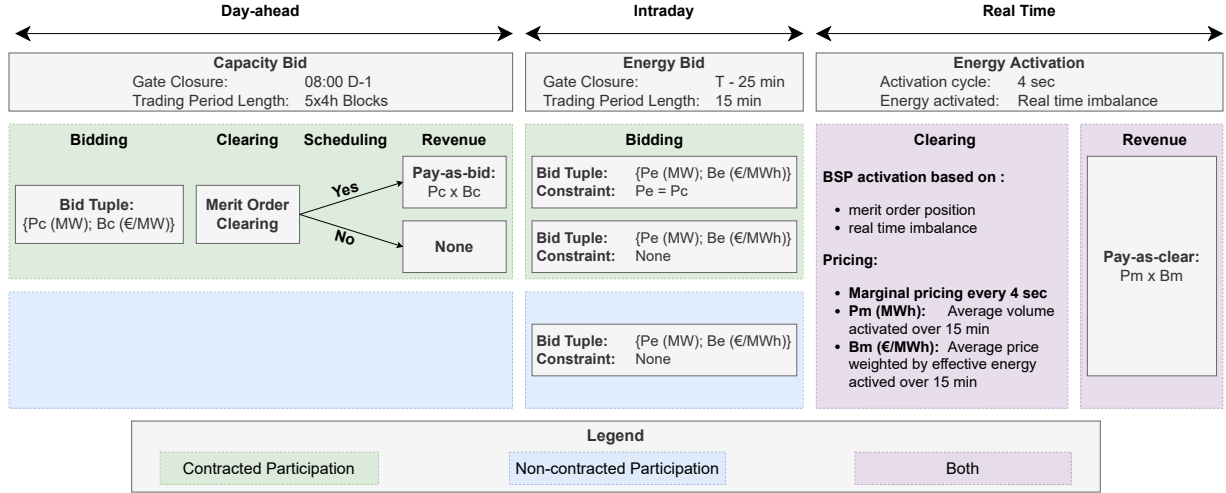 Day-ahead
Intraday
Real Time
Capacity Bid
Gate Closure: 08:00 D-1
Trading Period Length: 5x4h Blocks
Energy Bid
Gate Closure: T - 25 min
Trading Period Length: 15 min
Energy Activation
Activation cycle: 4 sec
Energy activated: Real time imbalance
Bidding
Clearing
Scheduling
Revenue
Bid Tuple:
{Pc (MW); Bc (€/MW)}
Merit Order
Clearing
Yes
No
Pay-as-bid:
Pc x Bc
None
Bidding
Bid Tuple: {Pe (MW); Be (€/MWh)}
Constraint: Pe = Pc
Bid Tuple: {Pe (MW); Be (€/MWh)}
Constraint: None
Bid Tuple: {Pe (MW); Be (€/MWh)}
Constraint: None
Clearing
BSP activation based on :
• merit order position
• real time imbalance
Pricing:
• Marginal pricing every 4 sec
• Pm (MWh): Average volume
activated over 15 min
• Bm (€/MWh): Average price
weighted by effective energy
actived over 15 min
Revenue
Pay-as-clear:
Pm x Bm
Legend
Contracted Participation
Non-contracted Participation
Both